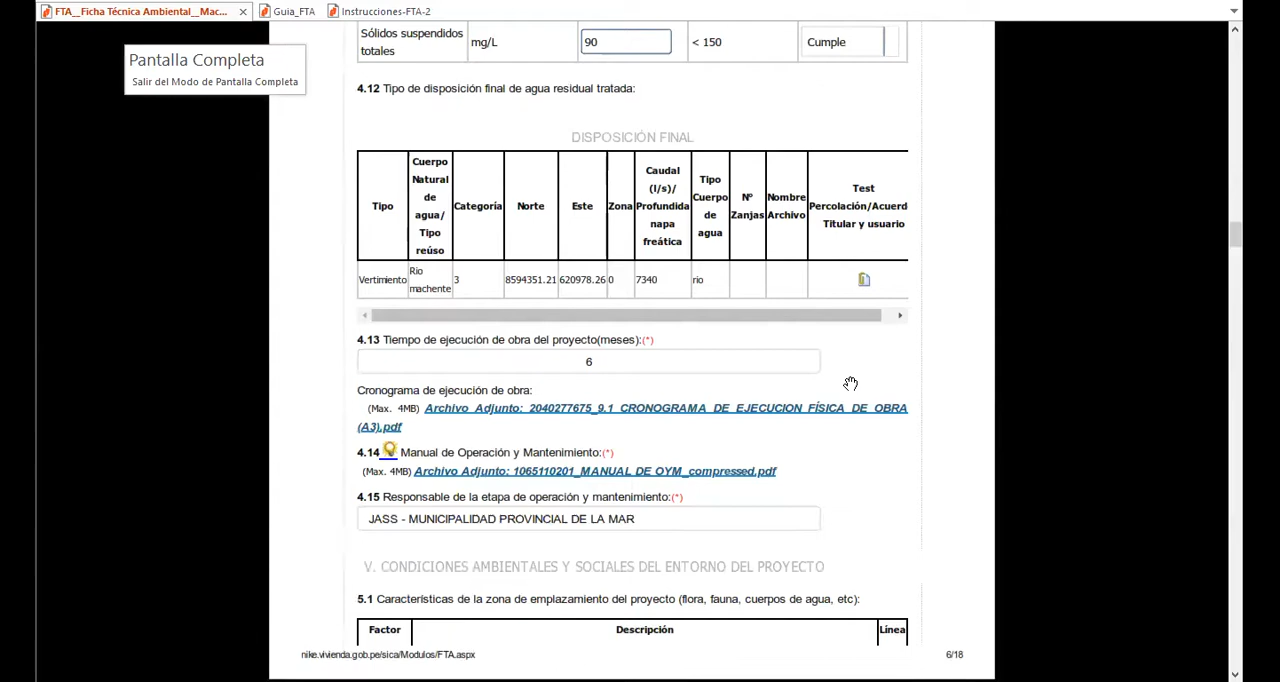 FTA__Ficha Técnica Ambiental__Mac... Guia_FTA Instrucciones-FTA-2
Pantalla Completa
Salir del Modo de Pantalla Completa
Sólidos suspendidos totales mg/L 90 < 150 Cumple
4.12 Tipo de disposición final de agua residual tratada:
DISPOSICIÓN FINAL
Tipo Cuerpo Natural de agua/ Tipo reúso Categoría Norte Este Zona Caudal (l/s)/ Profundida napa freática Tipo Cuerpo de agua Nº Zanjas Nombre Archivo Test Percolación/Acuerd Titular y usuario
Vertimiento Rio machente 3 8594351.21 620978.26 0 7340 rio
4.13 Tiempo de ejecución de obra del proyecto(meses):(*)
6
Cronograma de ejecución de obra:
(Max. 4MB) Archivo Adjunto: 2040277675_9.1 CRONOGRAMA DE EJECUCION FÍSICA DE OBRA
(A3).pdf
4.14 Manual de Operación y Mantenimiento:(*)
(Max. 4MB) Archivo Adjunto: 1065110201_MANUAL DE OYM_compressed.pdf
4.15 Responsable de la etapa de operación y mantenimiento:(*)
JASS - MUNICIPALIDAD PROVINCIAL DE LA MAR
V. CONDICIONES AMBIENTALES Y SOCIALES DEL ENTORNO DEL PROYECTO
5.1 Características de la zona de emplazamiento del proyecto (flora, fauna, cuerpos de agua, etc):
Factor Descripción Línea
nike.vivienda.gob.pe/sica/Modulos/FTA.aspx 6/18